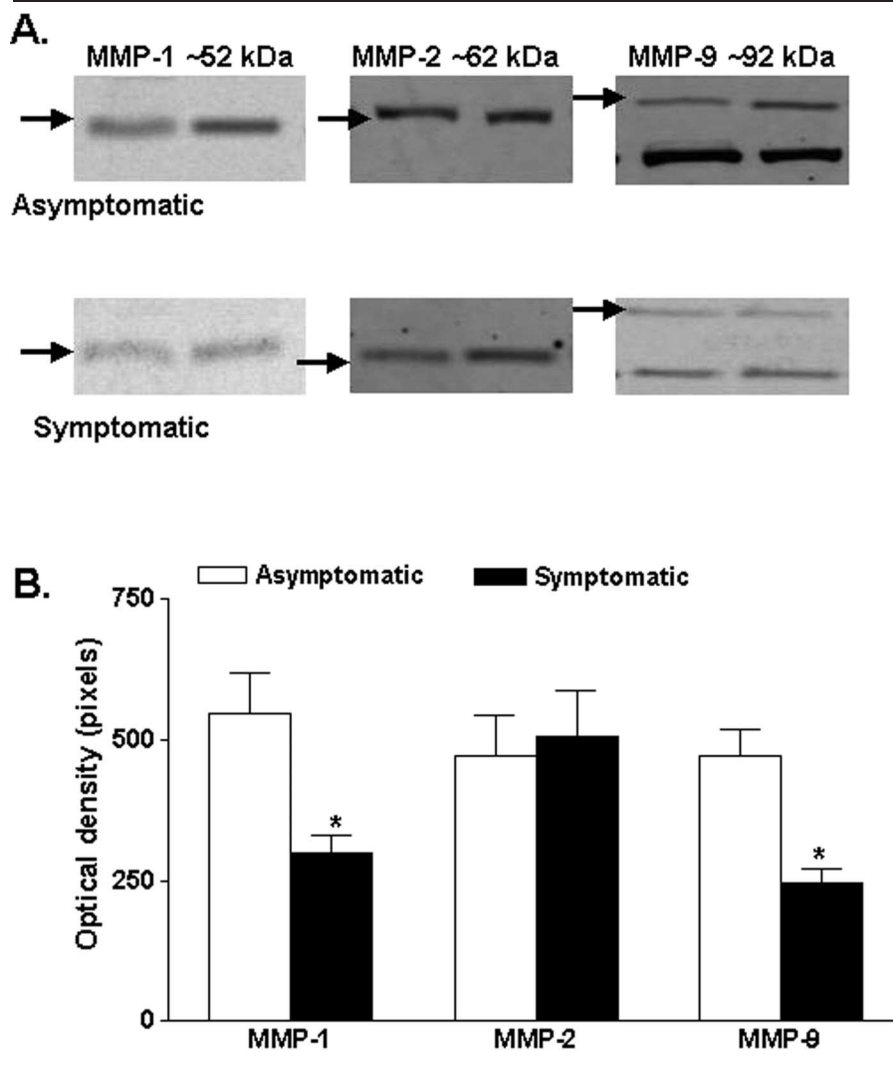 A.
MMP-1 ~52 kDa MMP-2 ~62 kDa MMP-9 ~92 kDa
Asymptomatic
Symptomatic
B.
Asymptomatic Symptomatic
750
500
250
0
Optical density (pixels)
*
*
MMP-1 MMP-2 MMP-9